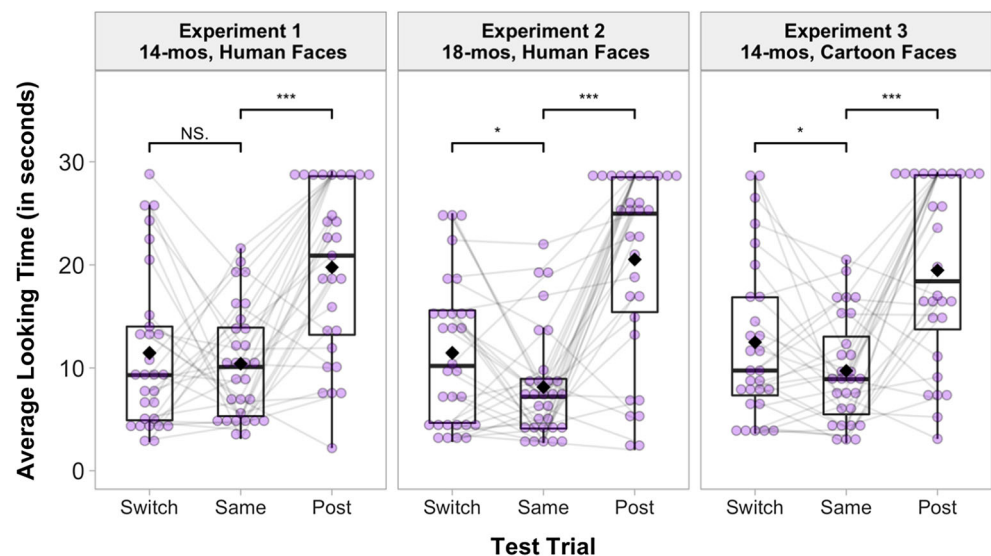 Experiment 1
14-mos, Human Faces
Experiment 2
18-mos, Human Faces
Experiment 3
14-mos, Cartoon Faces
Average Looking Time (in seconds)
30
20
10
0
NS.
***
*
***
*
***
Switch
Same
Post
Switch
Same
Post
Switch
Same
Post
Test Trial